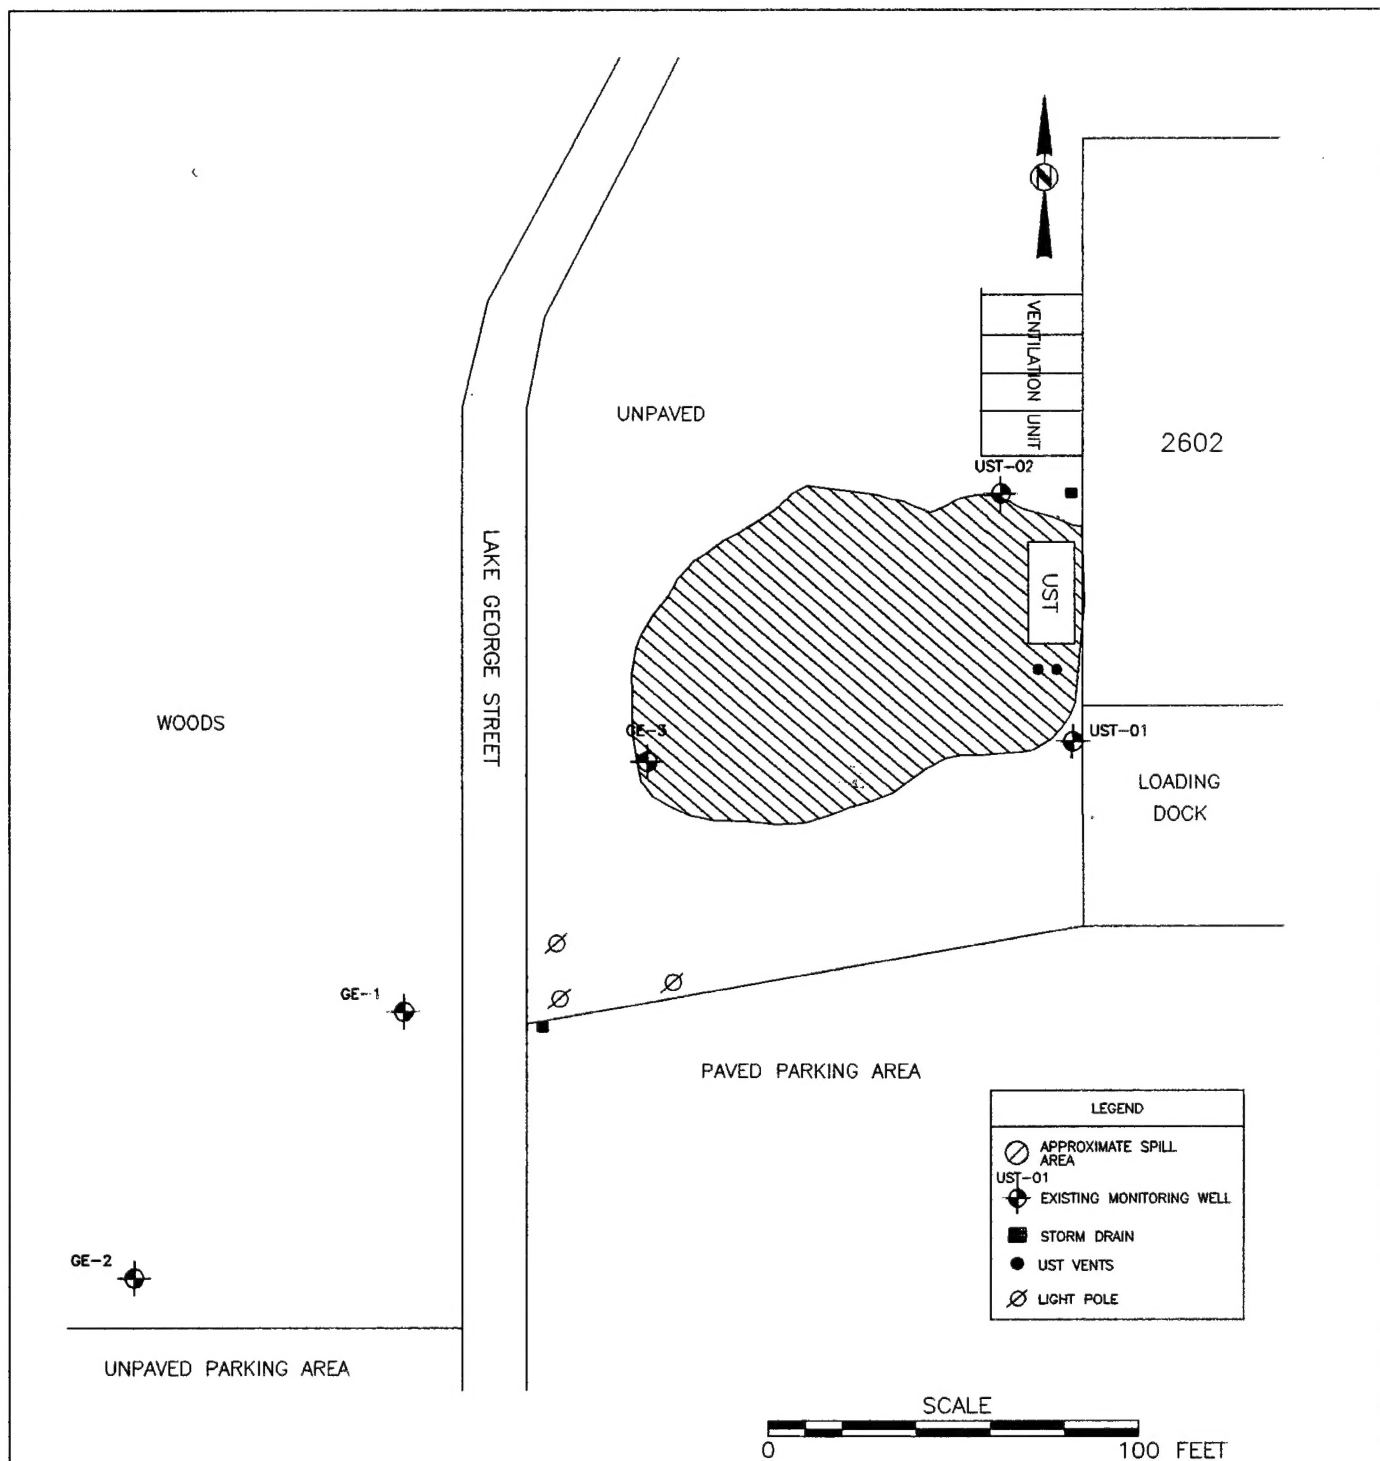 N
VENTILATION UNIT
UNPAVED
2602
UST-02
LAKE GEORGE STREET
UST
WOODS
GE-3
UST-01
LOADING
DOCK
GE-1
PAVED PARKING AREA
LEGEND
APPROXIMATE SPILL
AREA
UST-01
EXISTING MONITORING WELL
STORM DRAIN
UST VENTS
LIGHT POLE
GE-2
UNPAVED PARKING AREA
SCALE
0 100 FEET